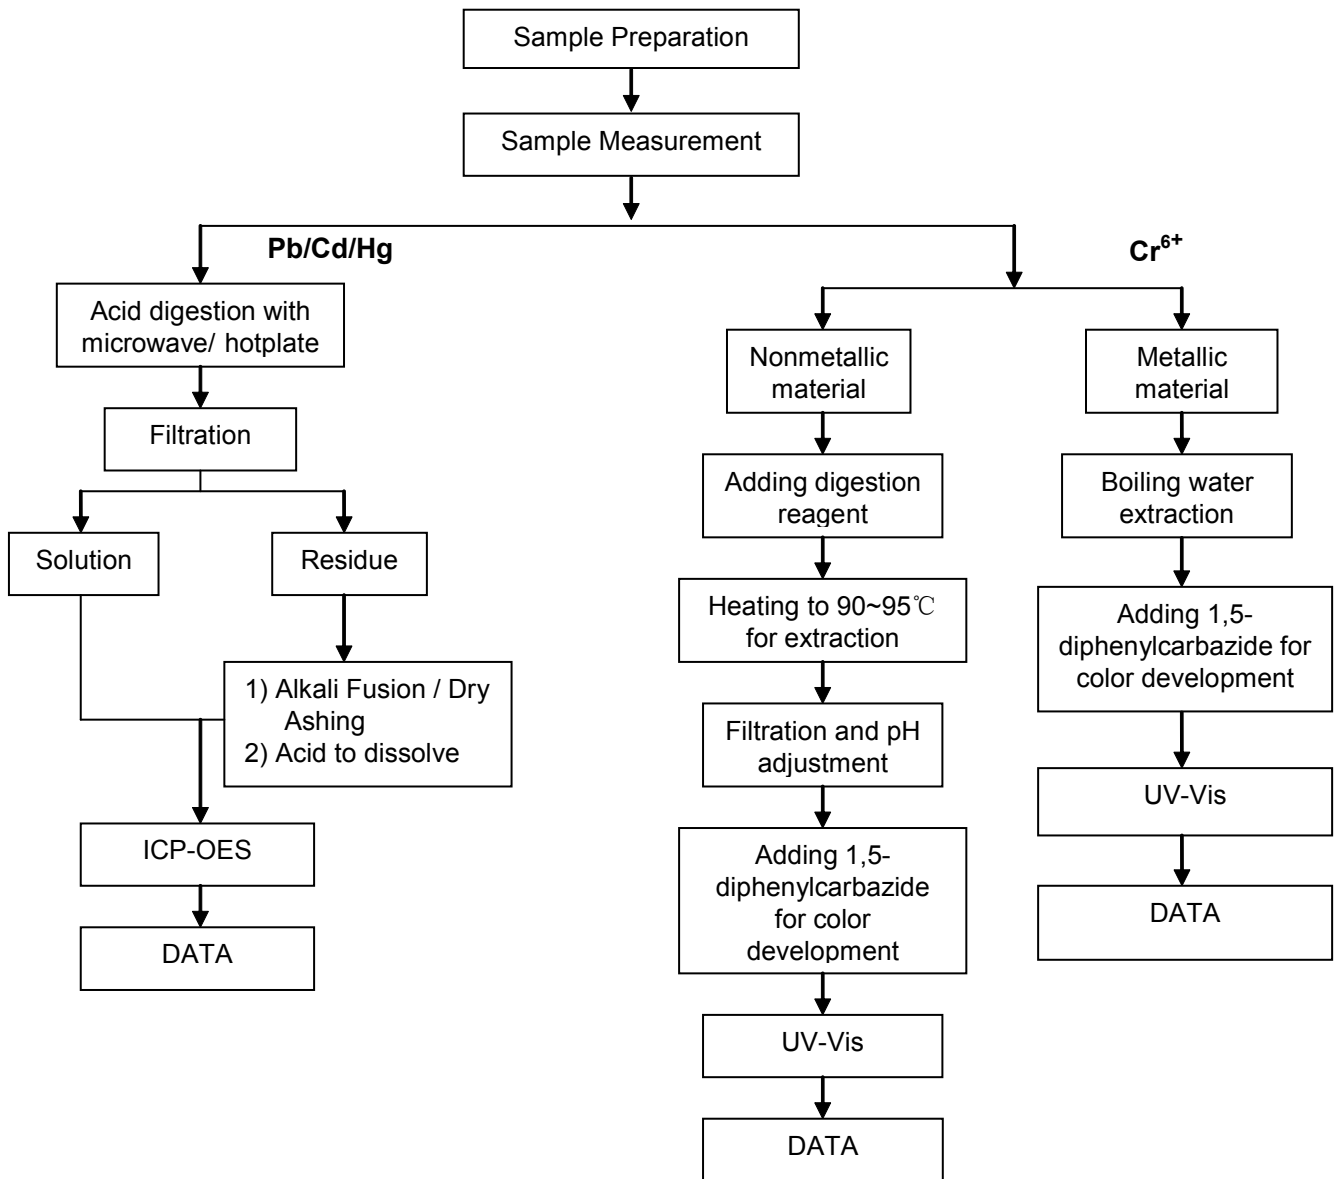 Sample Preparation
Sample Measurement
Pb/Cd/Hg
Acid digestion with
microwave/ hotplate
Filtration
Solution
Residue
1) Alkali Fusion / Dry
Ashing
2) Acid to dissolve
ICP-OES
DATA
Cr⁶⁺
Nonmetallic
material
Adding digestion
reagent
Heating to 90~95℃
for extraction
Filtration and pH
adjustment
Adding 1,5-
diphenylcarbazide
for color
development
UV-Vis
DATA
Metallic
material
Boiling water
extraction
Adding 1,5-
diphenylcarbazide for
color development
UV-Vis
DATA